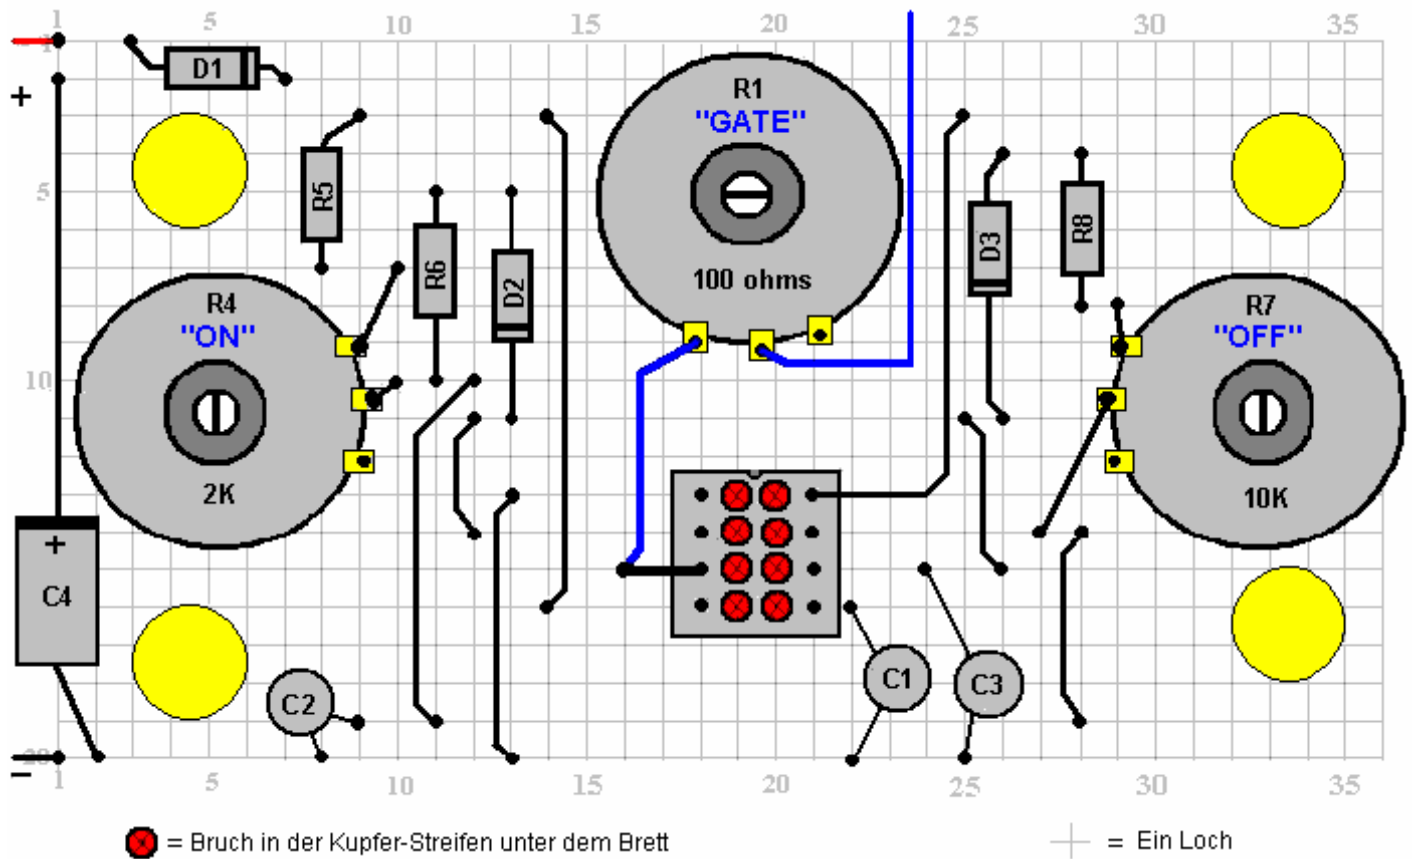 1 5 10 15 20 25 30 35
1
+
D1
R1
"GATE"
100 ohms
R5
5
R6
D2
D3
R8
R4
"ON"
2K
R7
"OFF"
10K
10
+
C4
C2
C1
C3
20
−
1 5 10 15 20 25 30 35
= Bruch in der Kupfer-Streifen unter dem Brett
= Ein Loch